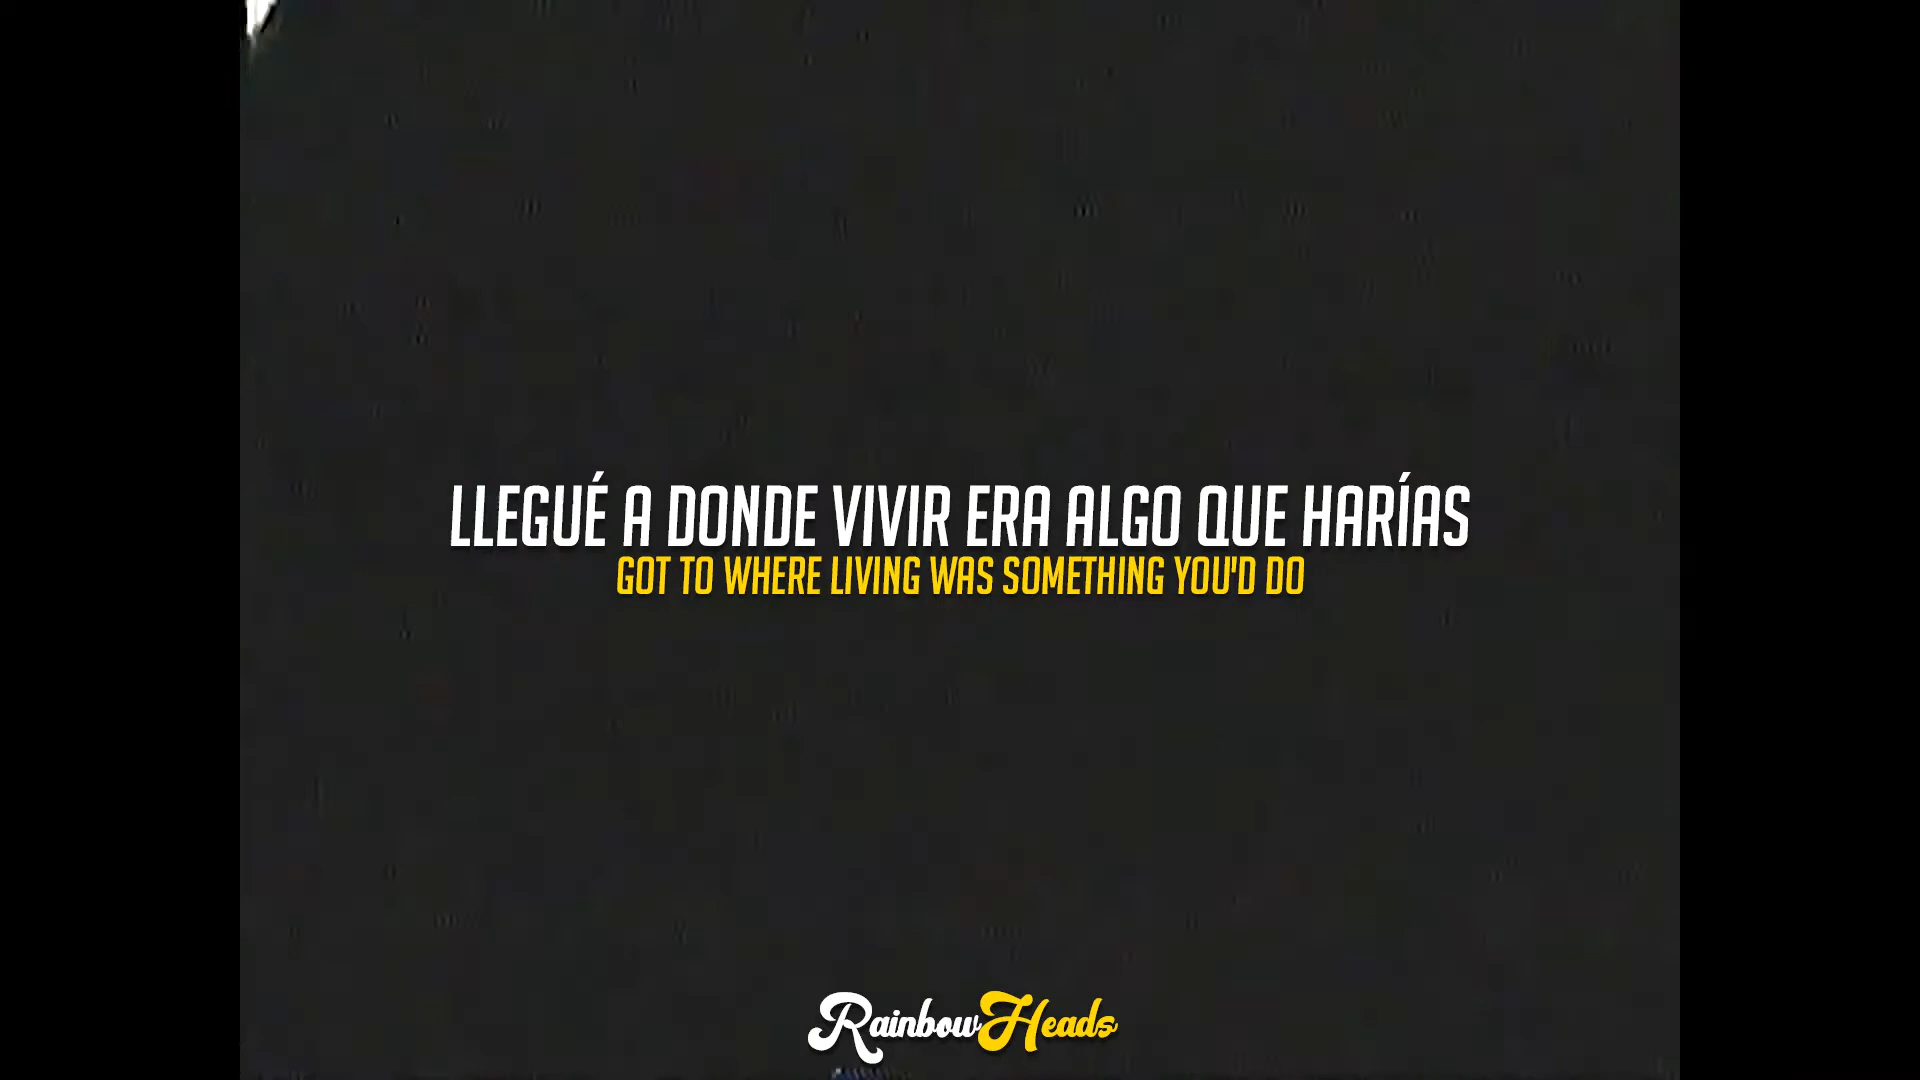 LLEGUÉ A DONDE VIVIR ERA ALGO QUE HARÍAS
GOT TO WHERE LIVING WAS SOMETHING YOU'D DO
RainbowHeads